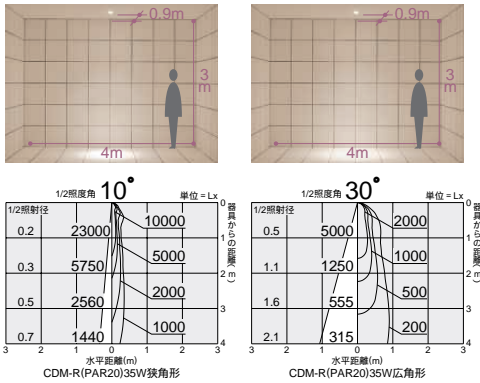 0.9m
3m
4m
0.9m
3m
4m
1/2照度角 10° 単位=Lx
1/2照射径
0.2 23000 10000
0.3 5750 5000
0.5 2560 2000
0.7 1440 1000
0
1
2
3
4
器具からの距離(m)
3 2 1 0 1 2 3
水平距離(m)
CDM-R(PAR20)35W狭角形
1/2照度角 30° 単位=Lx
1/2照射径
0.5 5000 2000
1.1 1250 1000
1.6 555 500
2.1 315 200
0
1
2
3
4
器具からの距離(m)
3 2 1 0 1 2 3
水平距離(m)
CDM-R(PAR20)35W広角形